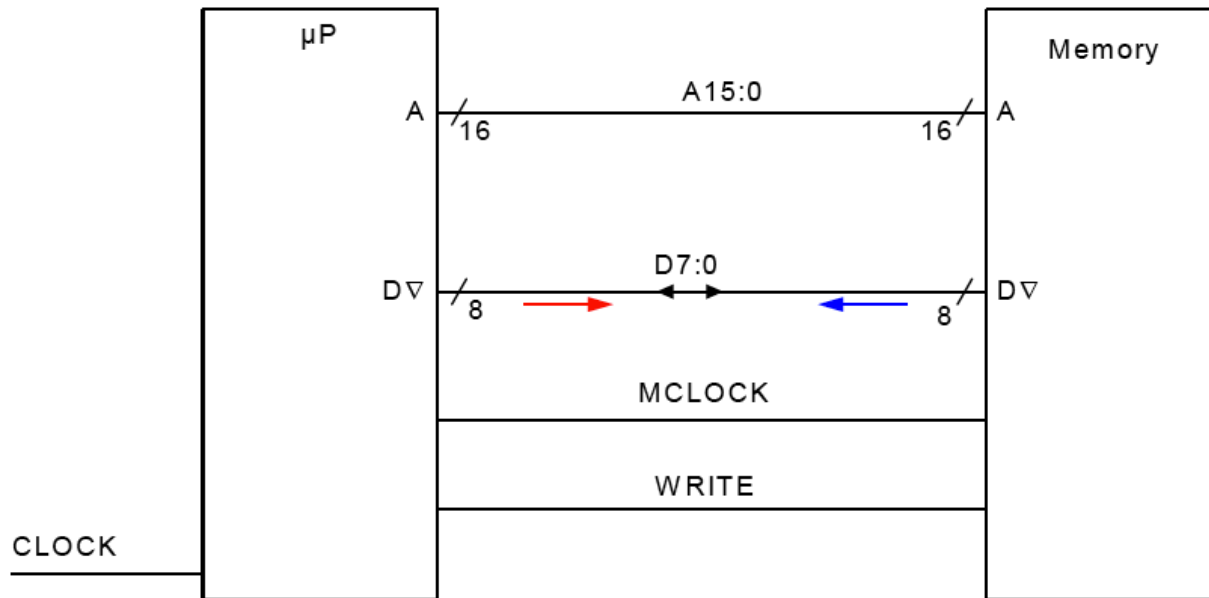 µP
Memory
A15:0
A
16
16
A
D7:0
D∇
8
8
D∇
MCLOCK
WRITE
CLOCK